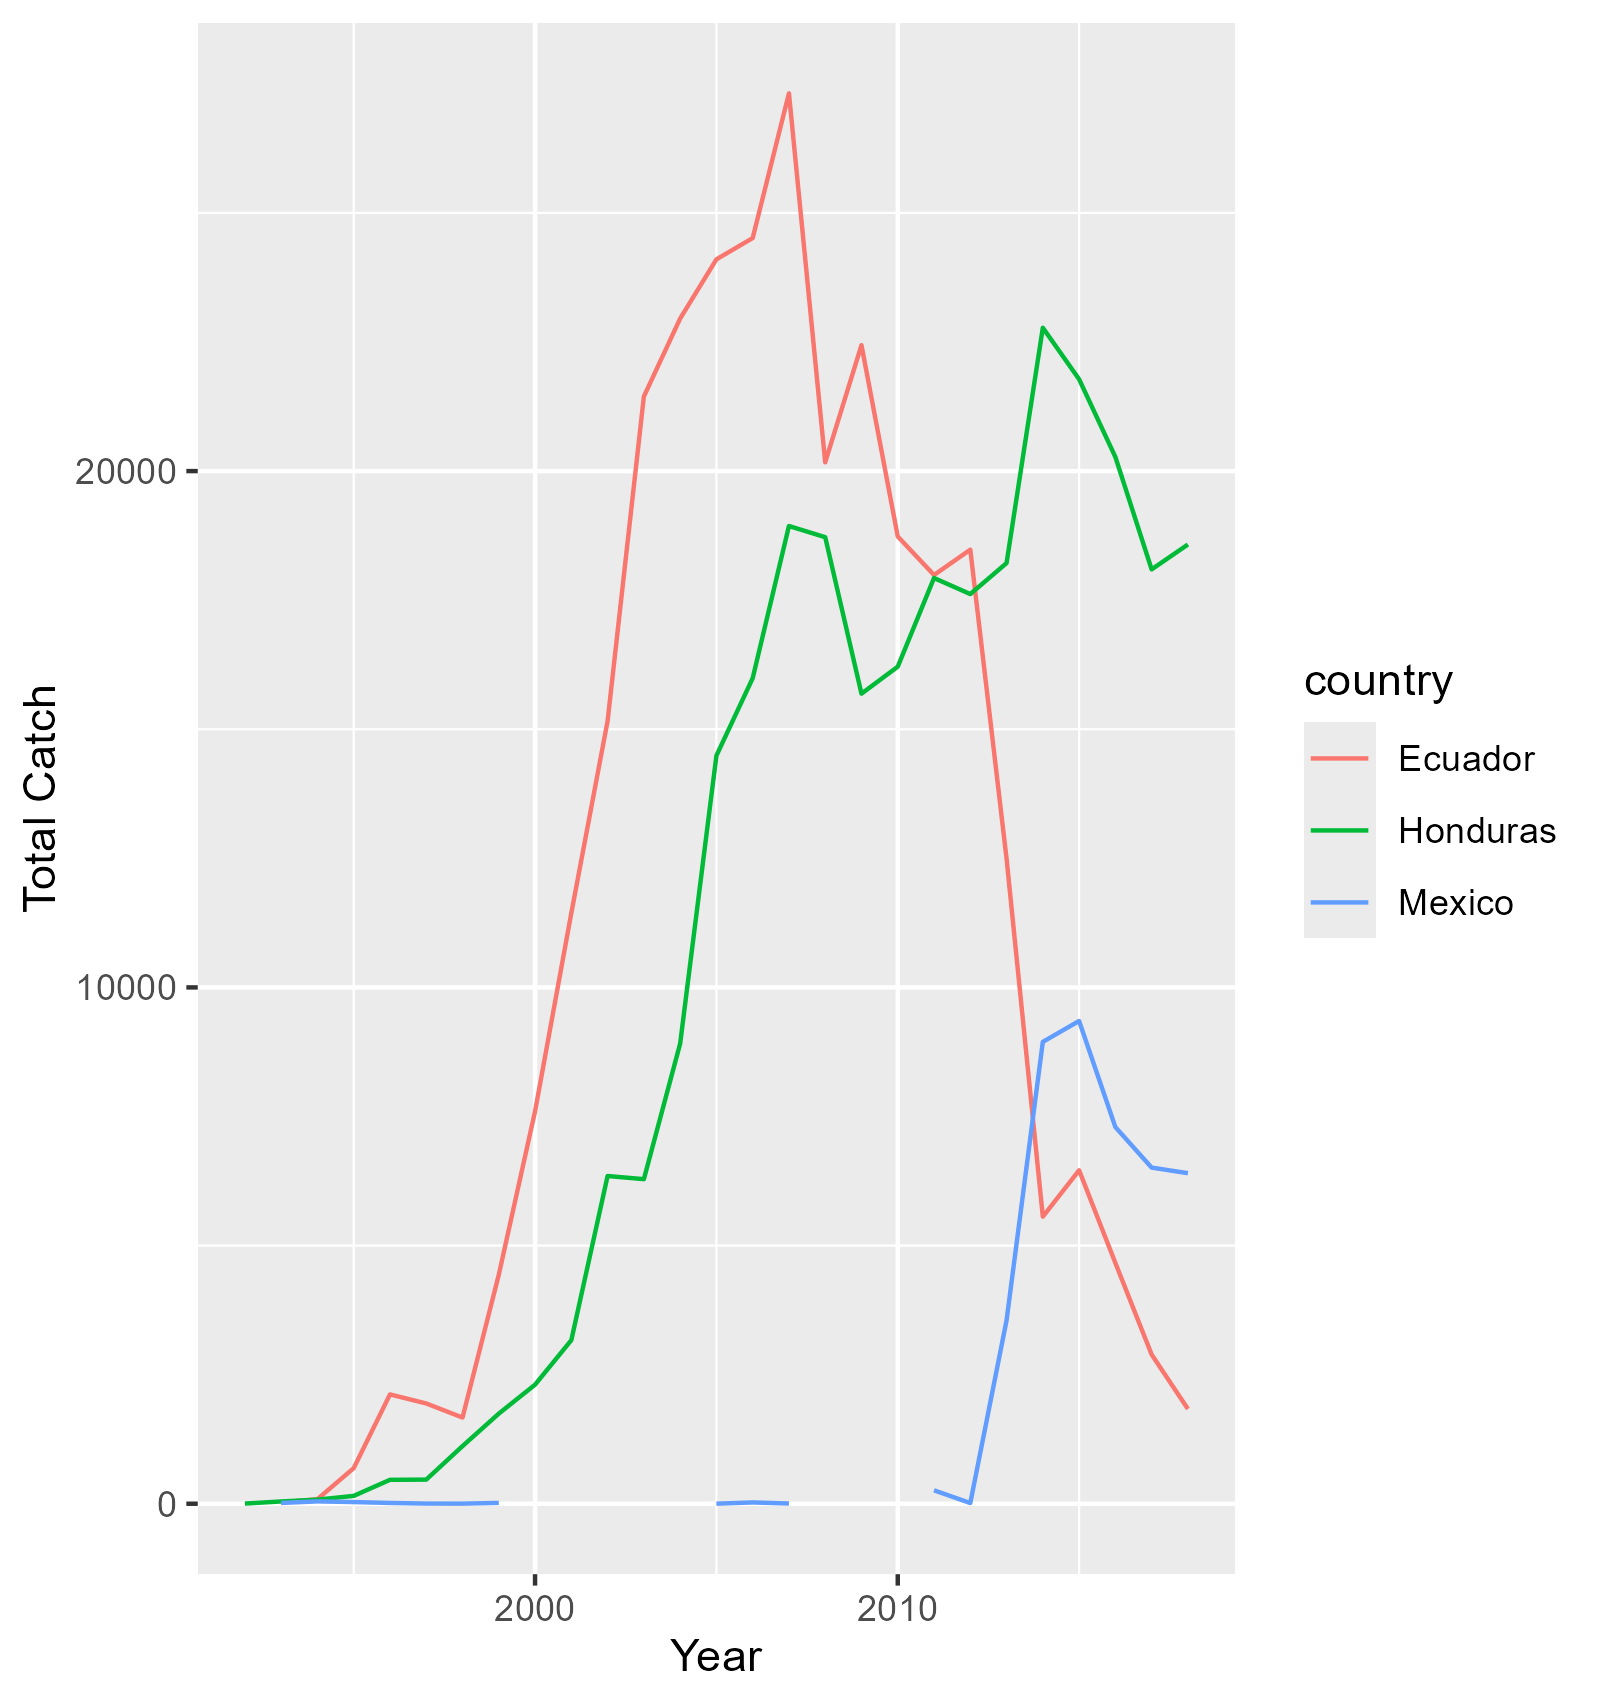 Total Catch
20000
10000
0
2000
2010
Year
country
Ecuador
Honduras
Mexico